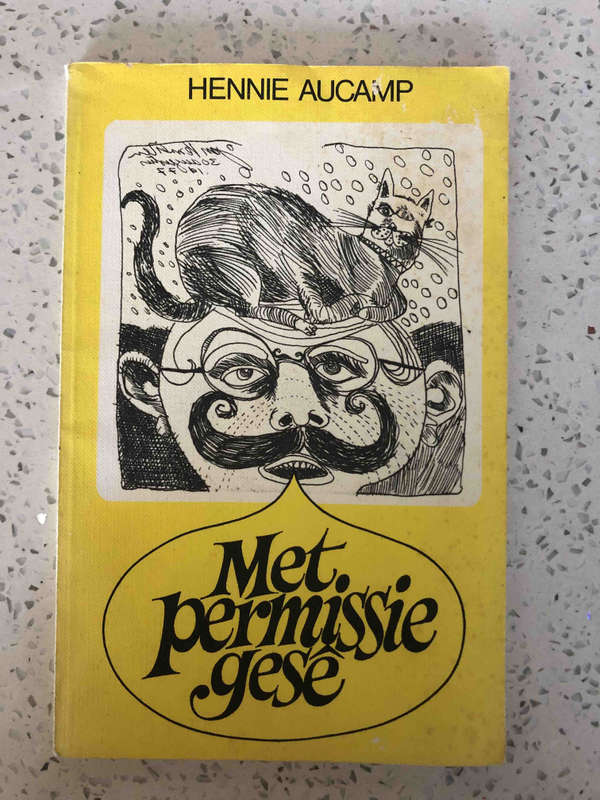 HENNIE AUCAMP
Met
permissie
gesê